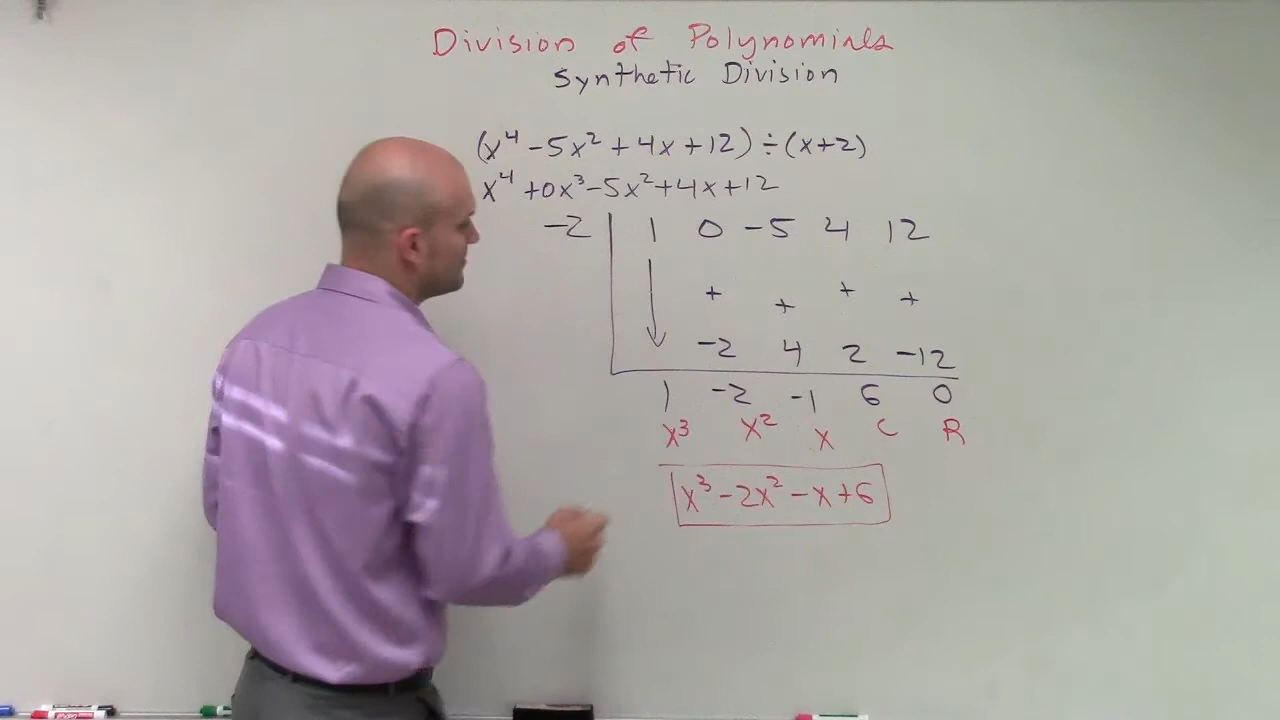 Division of Polynomials
Synthetic Division
(x⁴ -5x² +4x +12) ÷ (x+2)
x⁴ +0x³ -5x² +4x +12
-2 | 1 0 -5 4 12
+ + + +
-2 4 2 -12
1 -2 -1 6 0
x³ x² x C R
x³ -2x² -x +6